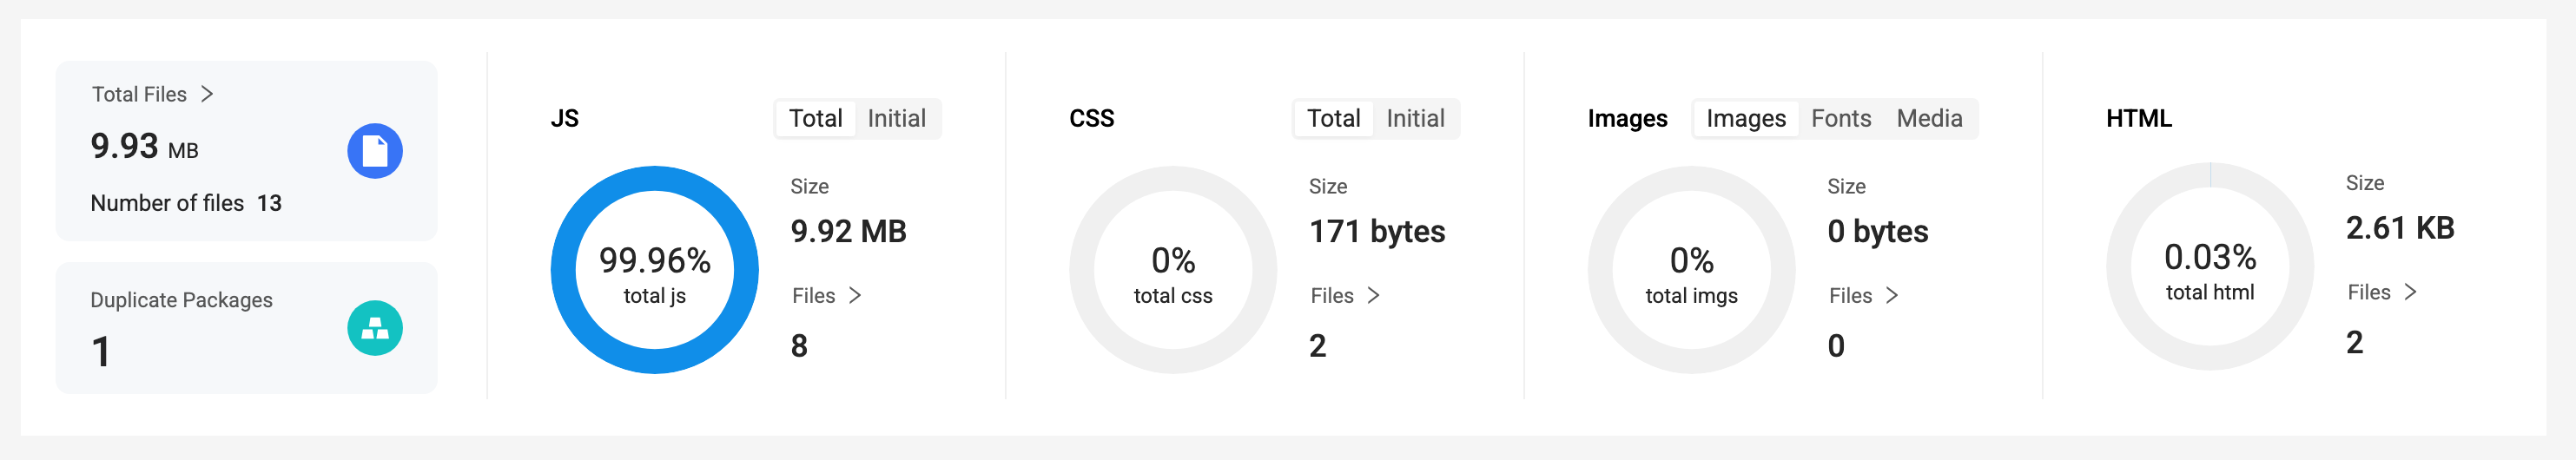 Total Files
9.93 MB
Number of files 13
Duplicate Packages
1
JS
Total Initial
99.96%
total js
Size
9.92 MB
Files
8
CSS
Total Initial
0%
total css
Size
171 bytes
Files
2
Images
Images Fonts Media
0%
total imgs
Size
0 bytes
Files
0
HTML
0.03%
total html
Size
2.61 KB
Files
2